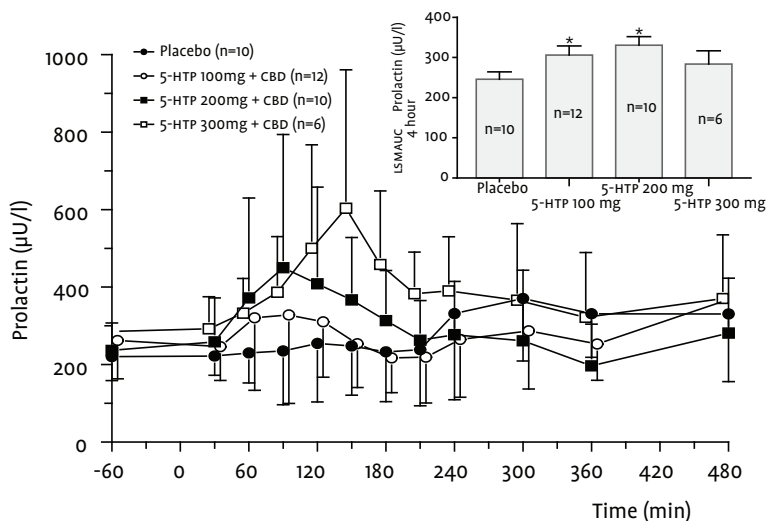 Prolactin (µU/l)
1000
800
600
400
200
0
-60
0
60
120
180
240
300
360
420
480
Time (min)
Placebo (n=10)
5-HTP 100mg + CBD (n=12)
5-HTP 200mg + CBD (n=10)
5-HTP 300mg + CBD (n=6)
LSMAUC Prolactin (µU/l)
4 hour
400
300
200
100
0
*
*
n=10
n=12
n=10
n=6
Placebo
5-HTP 100 mg
5-HTP 200 mg
5-HTP 300 mg